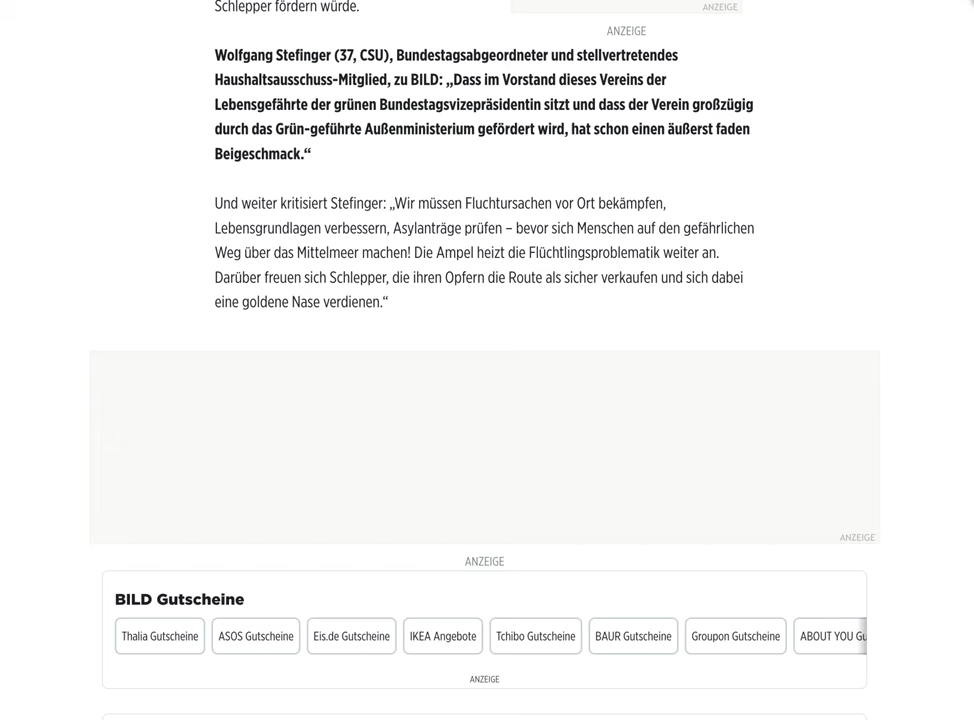 Schlepper fördern würde.
ANZEIGE
ANZEIGE
Wolfgang Stefinger (37, CSU), Bundestagsabgeordneter und stellvertretendes
Haushaltsausschuss-Mitglied, zu BILD: „Dass im Vorstand dieses Vereins der
Lebensgefährte der grünen Bundestagsvizepräsidentin sitzt und dass der Verein großzügig
durch das Grün-geführte Außenministerium gefördert wird, hat schon einen äußerst faden
Beigeschmack.“
Und weiter kritisiert Stefinger: „Wir müssen Fluchtursachen vor Ort bekämpfen,
Lebensgrundlagen verbessern, Asylanträge prüfen – bevor sich Menschen auf den gefährlichen
Weg über das Mittelmeer machen! Die Ampel heizt die Flüchtlingsproblematik weiter an.
Darüber freuen sich Schlepper, die ihren Opfern die Route als sicher verkaufen und sich dabei
eine goldene Nase verdienen.“
ANZEIGE
ANZEIGE
BILD Gutscheine
Thalia Gutscheine
ASOS Gutscheine
Eis.de Gutscheine
IKEA Angebote
Tchibo Gutscheine
BAUR Gutscheine
Groupon Gutscheine
ABOUT YOU Gu
ANZEIGE